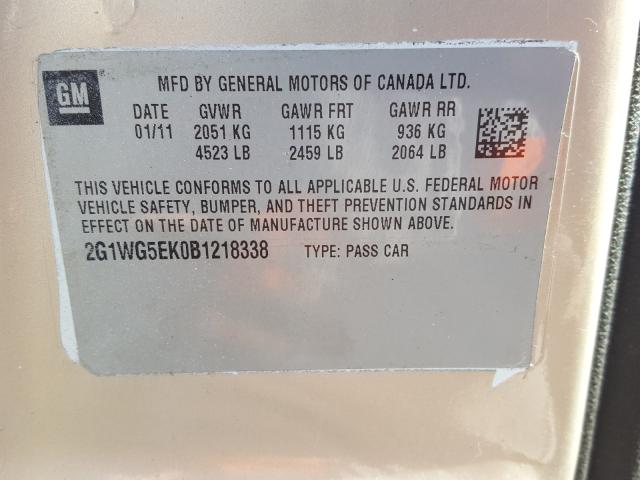 GM
MFD BY GENERAL MOTORS OF CANADA LTD.
DATE GVWR GAWR FRT GAWR RR
01/11 2051 KG 1115 KG 936 KG
4523 LB 2459 LB 2064 LB
THIS VEHICLE CONFORMS TO ALL APPLICABLE U.S. FEDERAL MOTOR
VEHICLE SAFETY, BUMPER, AND THEFT PREVENTION STANDARDS IN
EFFECT ON THE DATE OF MANUFACTURE SHOWN ABOVE.
2G1WG5EK0B1218338 TYPE: PASS CAR